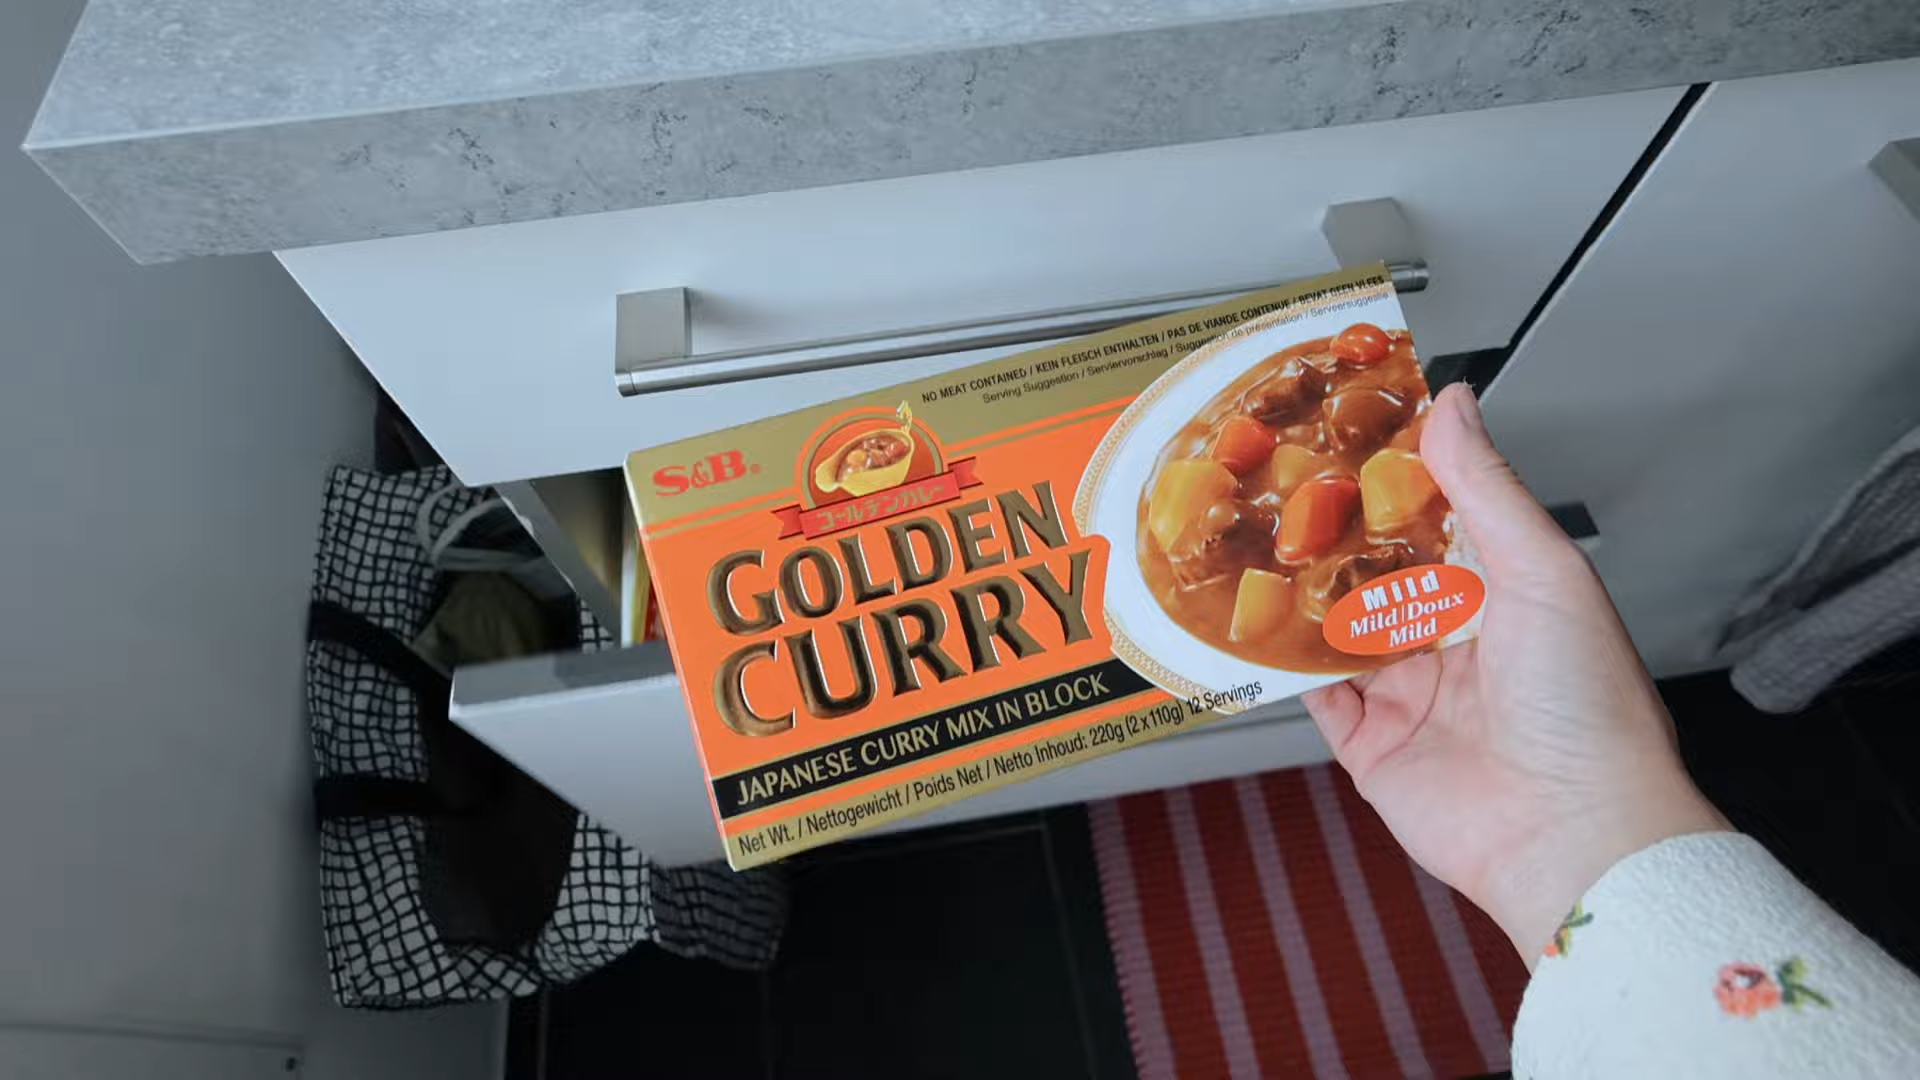 NO MEAT CONTAINED / KEIN FLEISCH ENTHALTEN / PAS DE VIANDE CONTENUE / BEVAT GEEN VLEES
Serving Suggestion / Serviervorschlag / Suggestion de présentation / Serveersuggestie
S&B®
ゴールデンカレー
GOLDEN
CURRY
Mild
Mild/Doux
Mild
JAPANESE CURRY MIX IN BLOCK
Net Wt. / Nettogewicht / Poids Net / Netto Inhoud: 220g (2 x 110g) 12 Servings